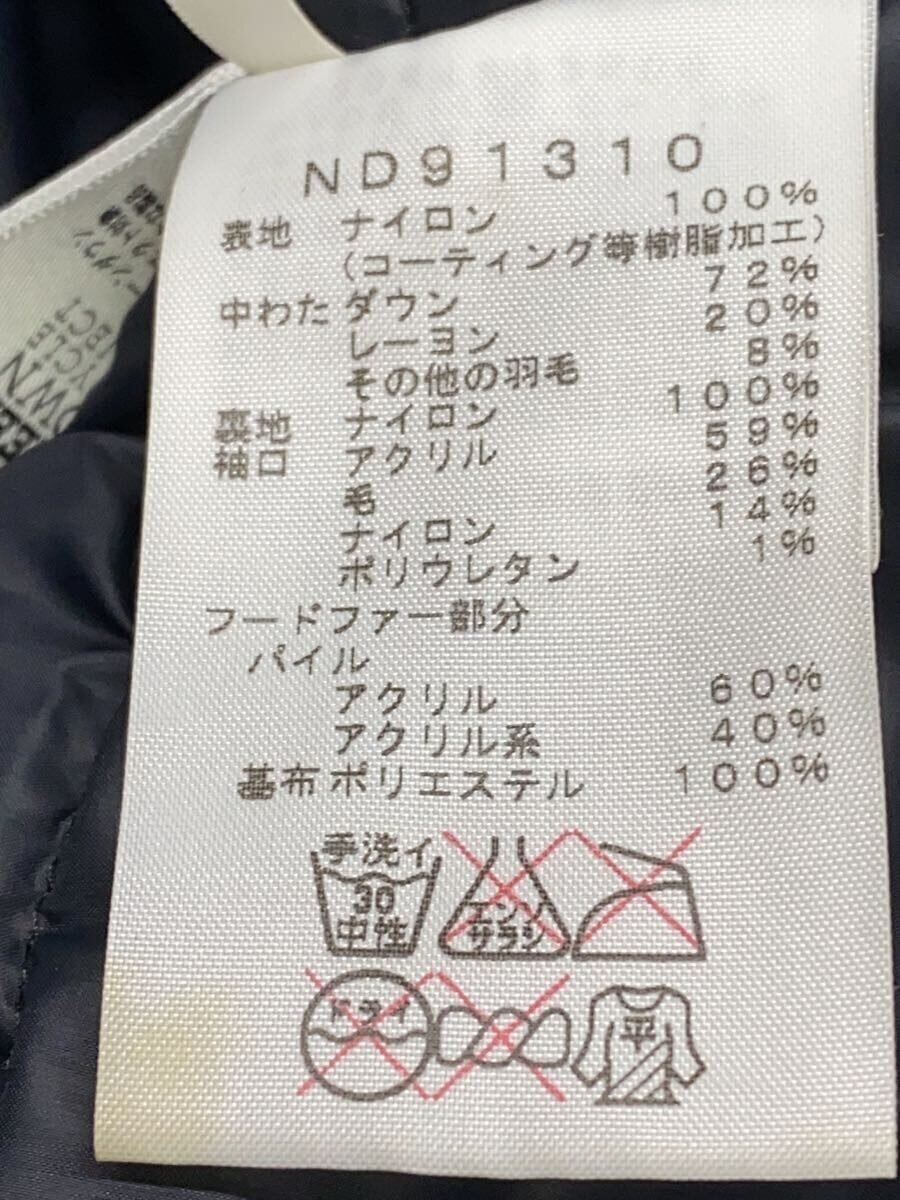 ND91310
表地 ナイロン 100%
(コーティング等樹脂加工)
中わた ダウン 72%
レーヨン 20%
その他の羽毛 8%
裏地 ナイロン 100%
袖口 アクリル 59%
毛 26%
ナイロン 14%
ポリウレタン 1%
フードファー部分
パイル
アクリル 60%
アクリル系 40%
基布 ポリエステル 100%
手洗イ
30
中性
エンソ
サラシ
ドライ
平